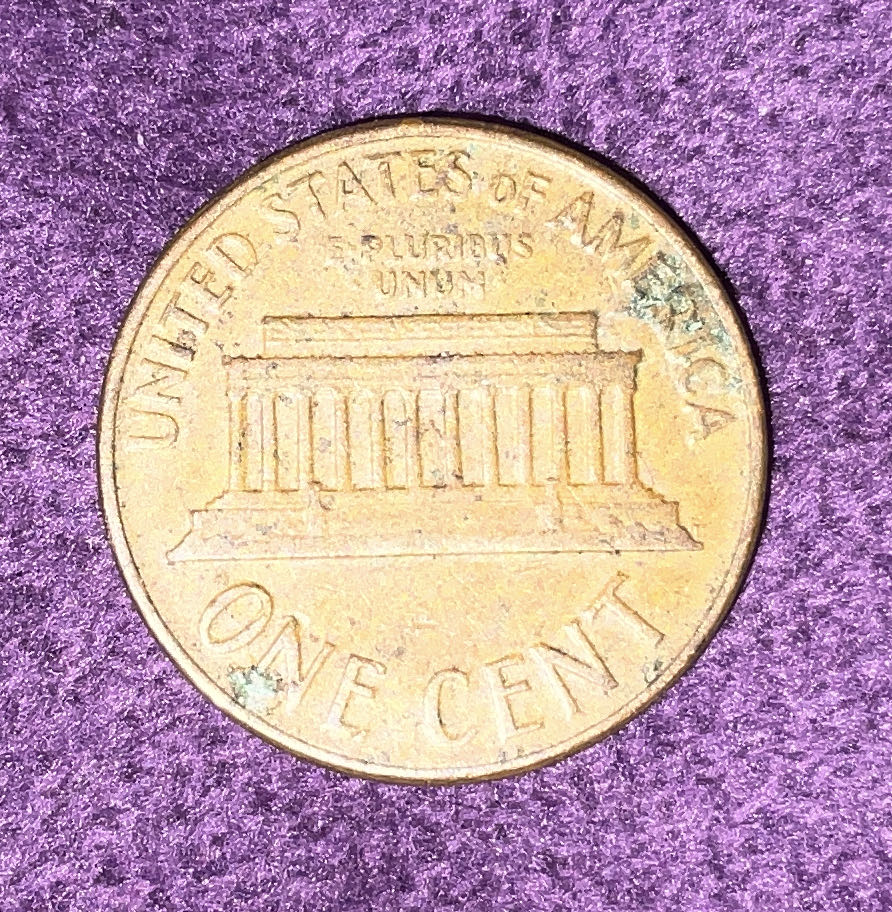 UNITED STATES OF AMERICA
E PLURIBUS
UNUM
ONE CENT